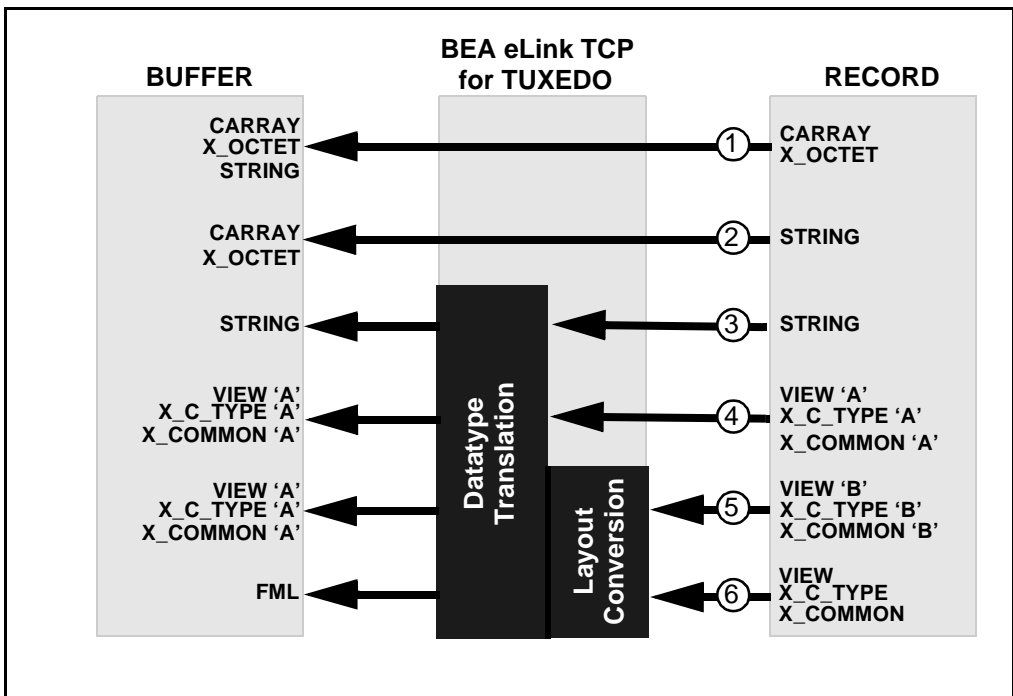 BUFFER
BEA eLink TCP
for TUXEDO
RECORD
CARRAY
X_OCTET
STRING
1
CARRAY
X_OCTET
CARRAY
X_OCTET
2
STRING
STRING
3
STRING
VIEW ‘A’
X_C_TYPE ‘A’
X_COMMON ‘A’
4
VIEW ‘A’
X_C_TYPE ‘A’
X_COMMON ‘A’
VIEW ‘A’
X_C_TYPE ‘A’
X_COMMON ‘A’
5
VIEW ‘B’
X_C_TYPE ‘B’
X_COMMON ‘B’
FML
6
VIEW
X_C_TYPE
X_COMMON
Datatype
Translation
Layout
Conversion